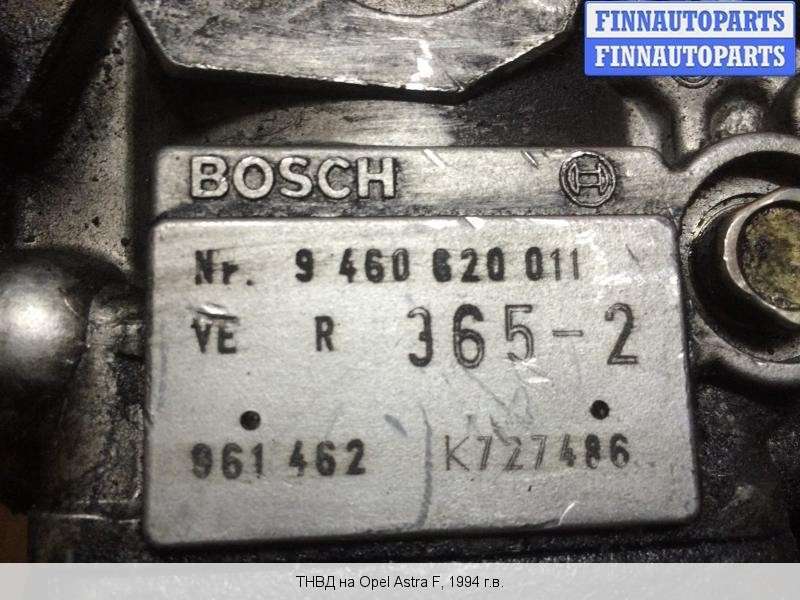 FINNAUTOPARTS
FINNAUTOPARTS
BOSCH
Nr. 9 460 620 011
VE R 365-2
961 462 K727486
ТНВД на Opel Astra F, 1994 г.в.